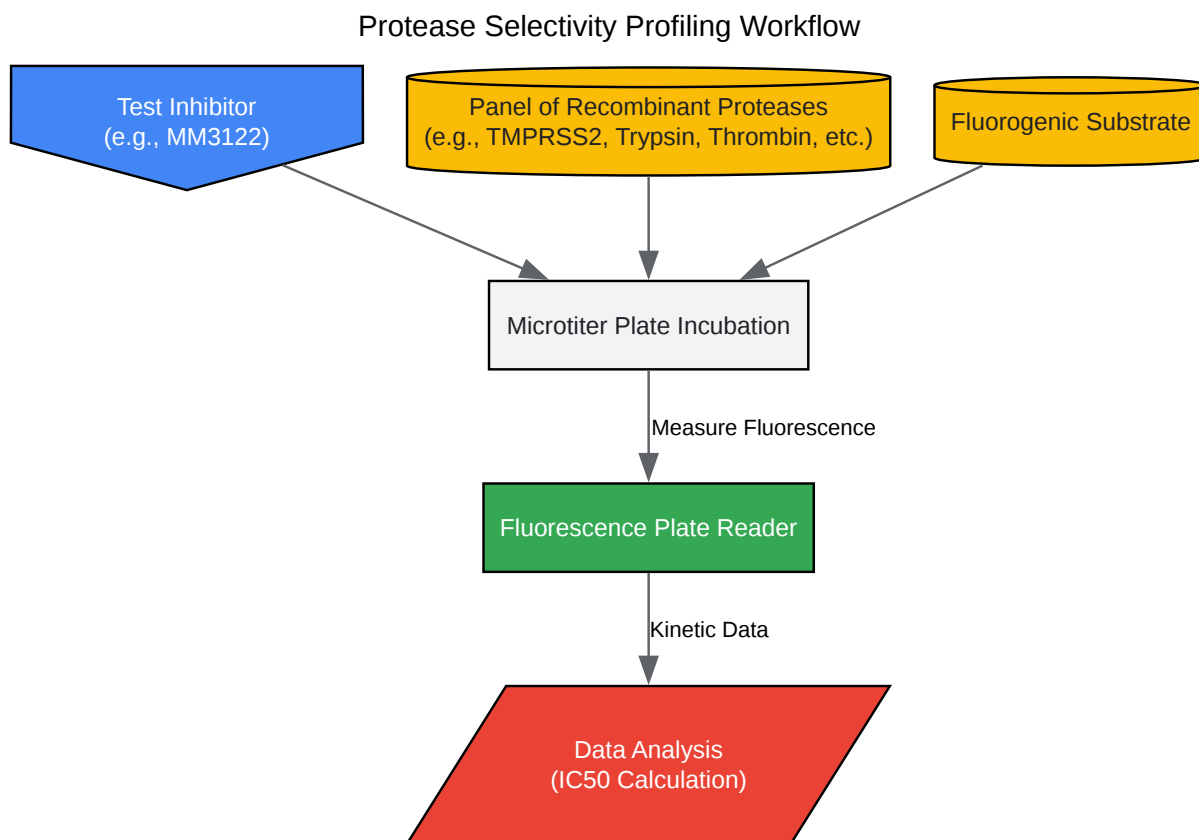 Protease Selectivity Profiling Workflow
Test Inhibitor
(e.g., MM3122)
Panel of Recombinant Proteases
(e.g., TMPRSS2, Trypsin, Thrombin, etc.)
Fluorogenic Substrate
Microtiter Plate Incubation
Measure Fluorescence
Fluorescence Plate Reader
Kinetic Data
Data Analysis
(IC50 Calculation)